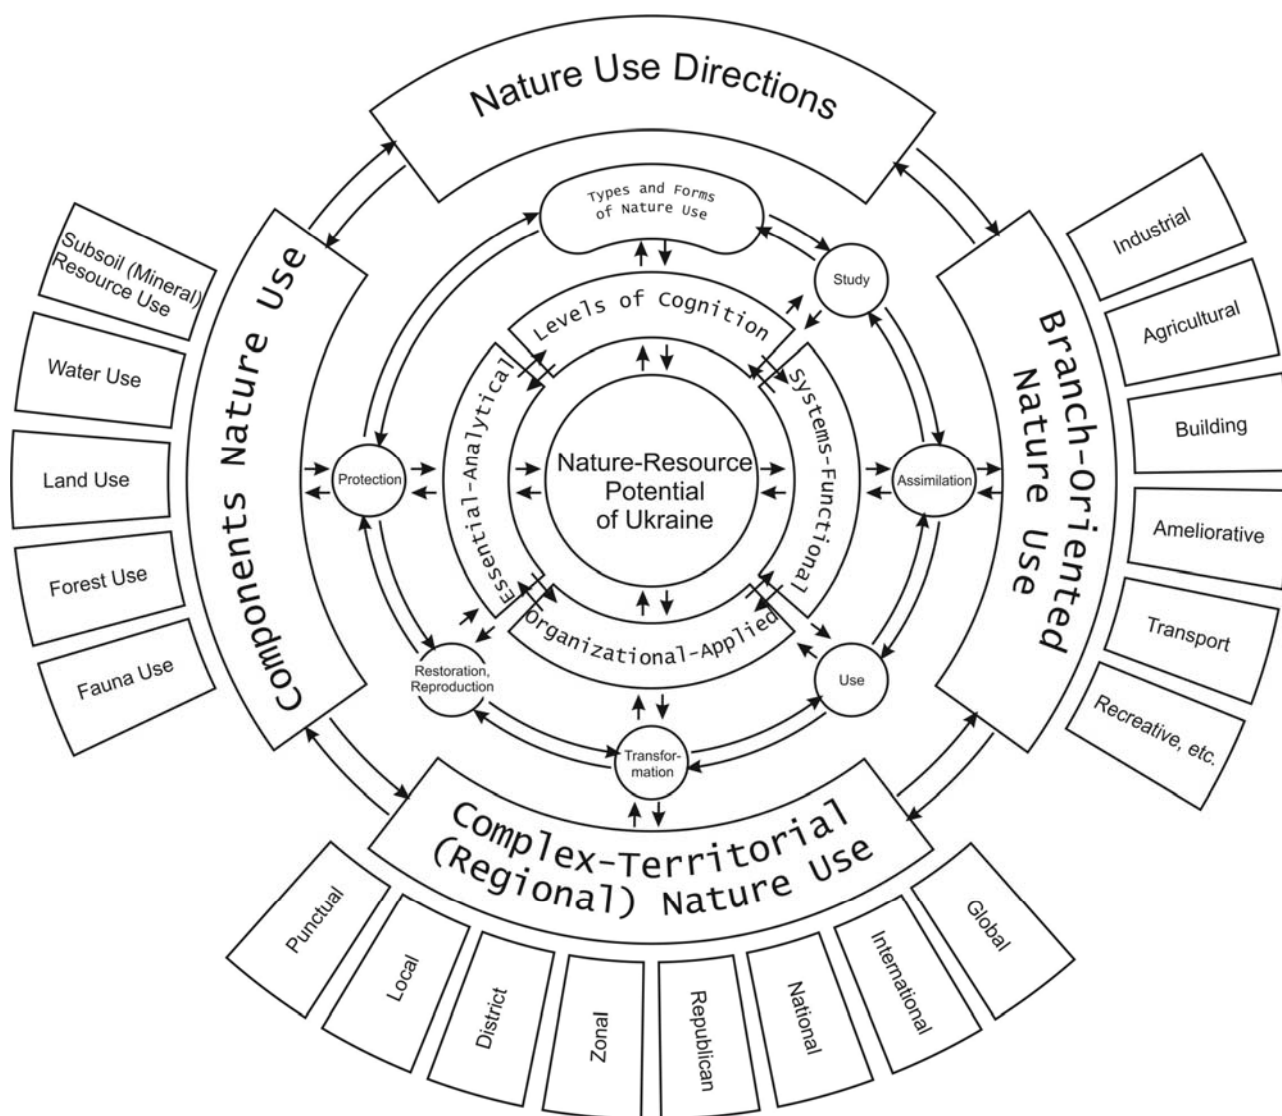 Nature Use Directions
Types and Forms
of Nature Use
Levels of Cognition
Study
Subsoil (Mineral)
Resource Use
Water Use
Land Use
Forest Use
Fauna Use
Components Nature Use
Protection
Essential-Analytical
Nature-Resource
Potential
of Ukraine
Systems-Functional
Assimilation
Branch-Oriented
Nature Use
Industrial
Agricultural
Building
Ameliorative
Transport
Recreative, etc.
Organizational-Applied
Restoration,
Reproduction
Use
Transfor-
mation
Complex-Territorial
(Regional) Nature Use
Punctual
Local
District
Zonal
Republican
National
International
Global